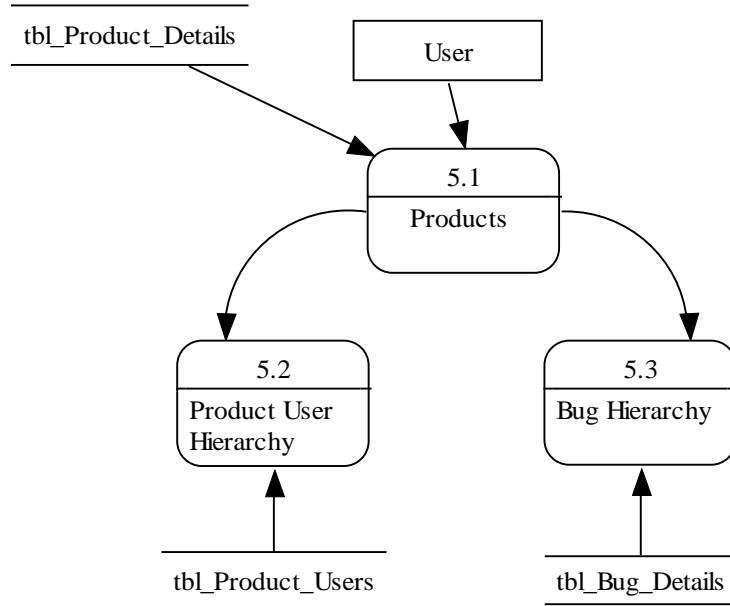 tbl_Product_Details
User
5.1
Products
5.2
Product User
Hierarchy
5.3
Bug Hierarchy
tbl_Product_Users
tbl_Bug_Details